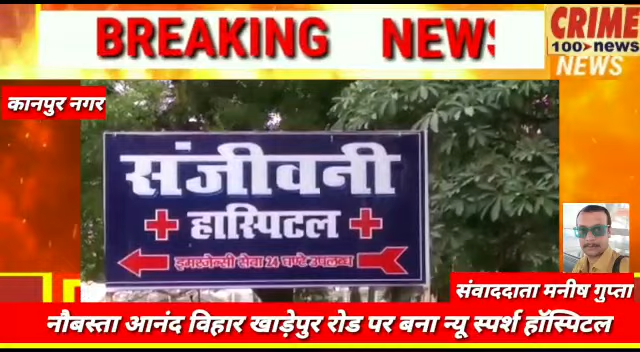 BREAKING NEWS
CRIME
100 news
NEWS
कानपुर नगर
संजीवनी
हास्पिटल
इमरजेन्सी सेवा 24 घण्टे उपलब्ध
संवाददाता मनीष गुप्ता
नौबस्ता आनंद विहार खाड़ेपुर रोड पर बना न्यू स्पर्श हॉस्पिटल